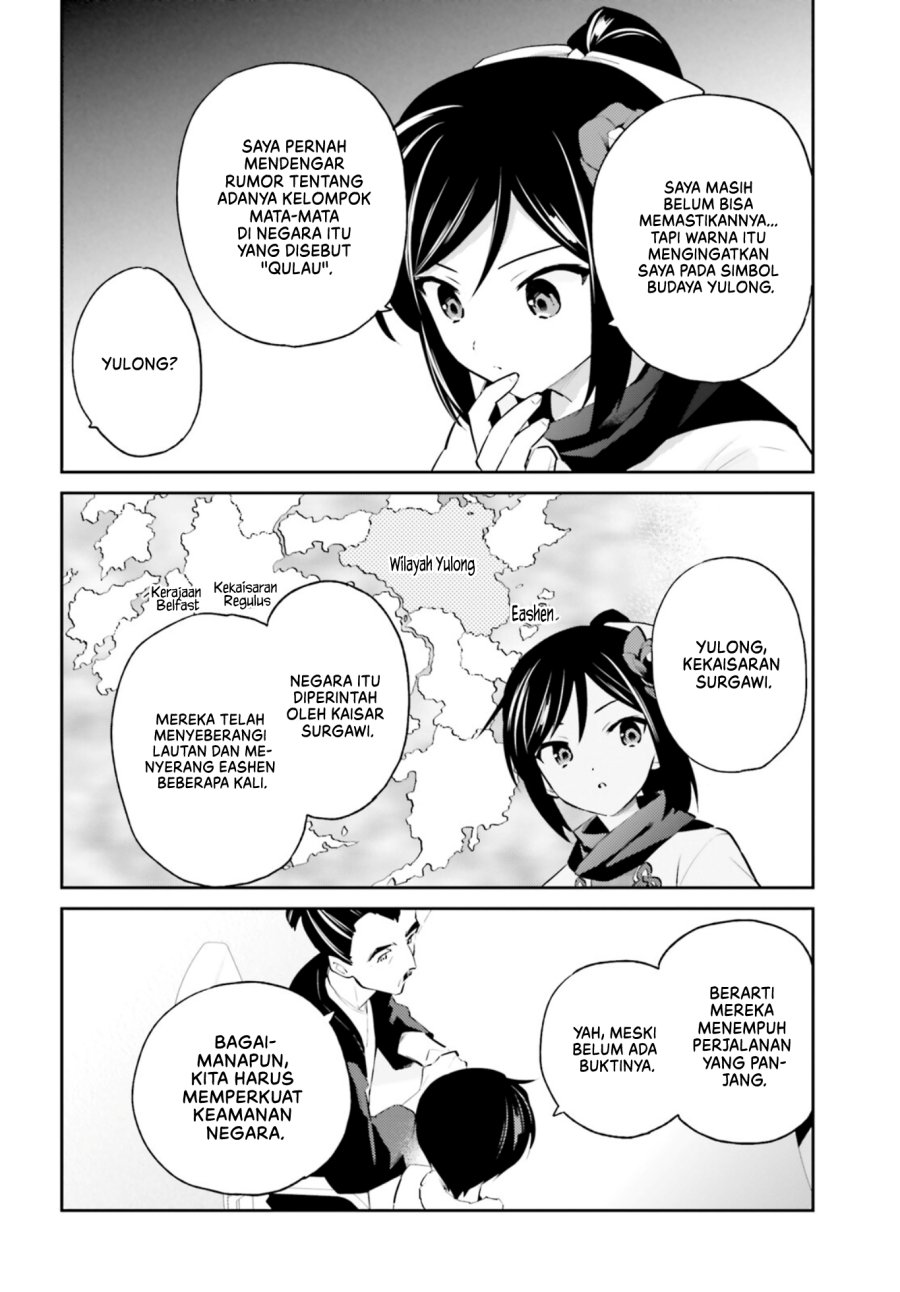 SAYA MASIH
BELUM BISA
MEMASTIKANNYA...
TAPI WARNA ITU
MENGINGATKAN
SAYA PADA SIMBOL
BUDAYA YULONG.
SAYA PERNAH
MENDENGAR
RUMOR TENTANG
ADANYA KELOMPOK
MATA-MATA
DI NEGARA ITU
YANG DISEBUT
"QULAU".
YULONG?
Wilayah Yulong
Kerajaan
Belfast
Kekaisaran
Regulus
Eashen
YULONG,
KEKAISARAN
SURGAWI.
NEGARA ITU
DIPERINTAH
OLEH KAISAR
SURGAWI.
MEREKA TELAH
MENYEBERANGI
LAUTAN DAN ME-
NYERANG EASHEN
BEBERAPA KALI.
BERARTI
MEREKA
MENEMPUH
PERJALANAN
YANG PAN-
JANG.
YAH, MESKI
BELUM ADA
BUKTINYA.
BAGAI-
MANAPUN,
KITA HARUS
MEMPERKUAT
KEAMANAN
NEGARA.